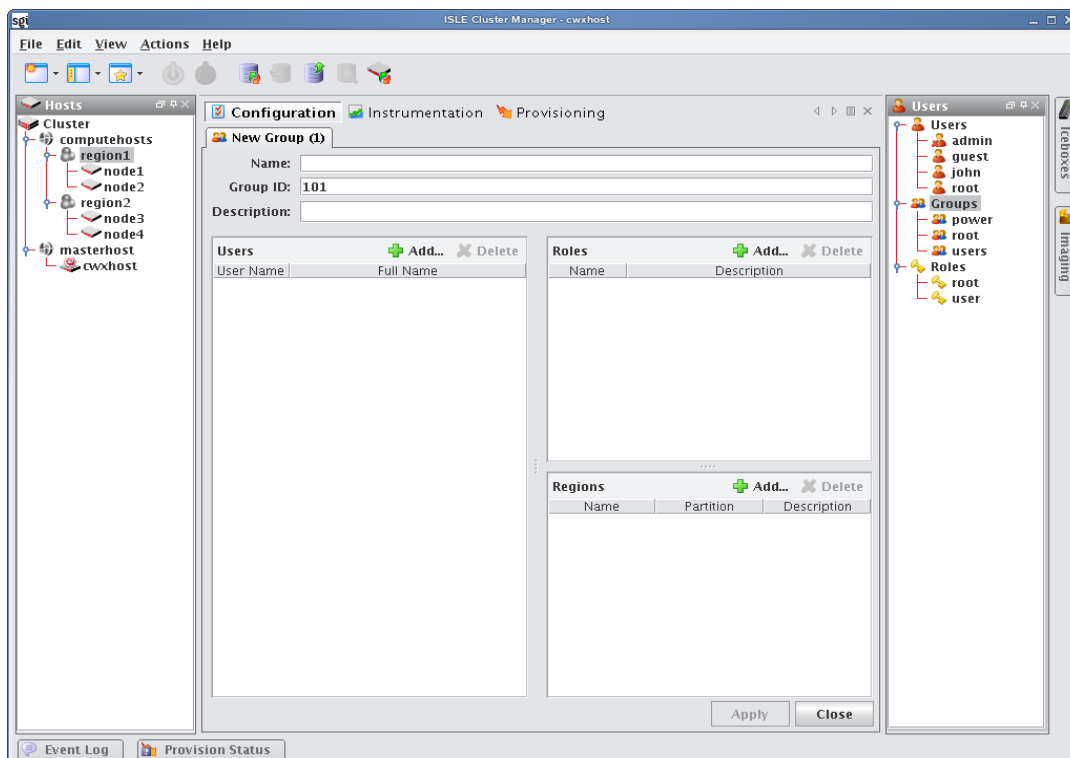 sgi
ISLE Cluster Manager - cwxhost
File Edit View Actions Help
Hosts
Cluster
computehosts
region1
node1
node2
region2
node3
node4
masterhost
cwxhost
Configuration Instrumentation Provisioning
New Group (1)
Name:
Group ID: 101
Description:
Users Add... Delete
User Name Full Name
Roles Add... Delete
Name Description
Regions Add... Delete
Name Partition Description
Apply Close
Users
Users
admin
guest
john
root
Groups
power
root
users
Roles
root
user
Iceboxes
Imaging
Event Log Provision Status